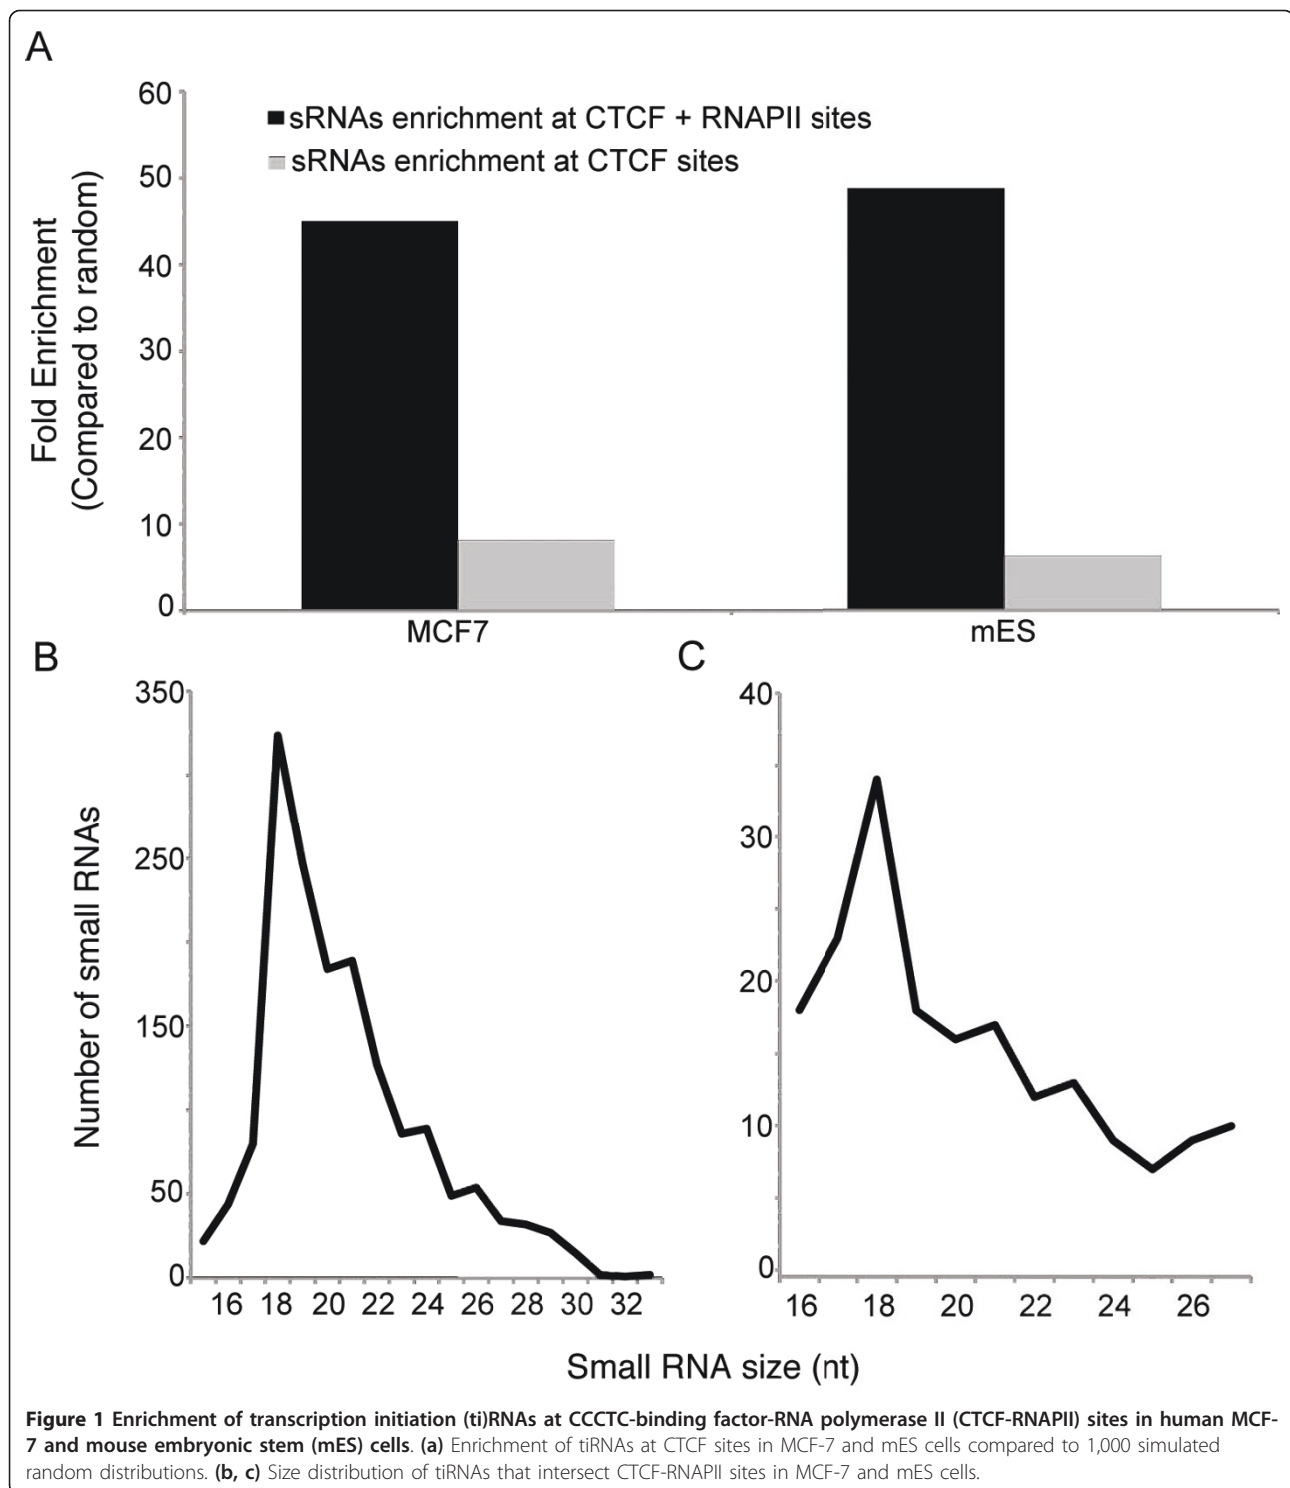 A
60
50
40
30
20
10
0
Fold Enrichment
(Compared to random)
sRNAs enrichment at CTCF + RNAPII sites
sRNAs enrichment at CTCF sites
MCF7
mES
B
350
250
150
50
0
Number of small RNAs
16 18 20 22 24 26 28 30 32
C
40
30
20
10
0
16 18 20 22 24 26
Small RNA size (nt)
Figure 1 Enrichment of transcription initiation (ti)RNAs at CCCTC-binding factor-RNA polymerase II (CTCF-RNAPII) sites in human MCF-
7 and mouse embryonic stem (mES) cells. (a) Enrichment of tiRNAs at CTCF sites in MCF-7 and mES cells compared to 1,000 simulated
random distributions. (b, c) Size distribution of tiRNAs that intersect CTCF-RNAPII sites in MCF-7 and mES cells.